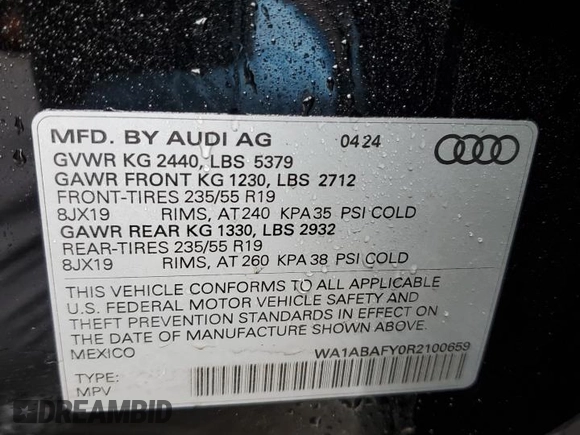 MFD. BY AUDI AG 04 24
GVWR KG 2440, LBS 5379
GAWR FRONT KG 1230, LBS 2712
FRONT-TIRES 235/55 R19
8JX19 RIMS, AT 240 KPA 35 PSI COLD
GAWR REAR KG 1330, LBS 2932
REAR-TIRES 235/55 R19
8JX19 RIMS, AT 260 KPA 38 PSI COLD
THIS VEHICLE CONFORMS TO ALL APPLICABLE
U.S. FEDERAL MOTOR VEHICLE SAFETY AND
THEFT PREVENTION STANDARDS IN EFFECT ON
THE DATE OF MANUFACTURE SHOWN ABOVE.
MEXICO WA1ABAFY0R2100659
TYPE:
MPV
DREAMBID